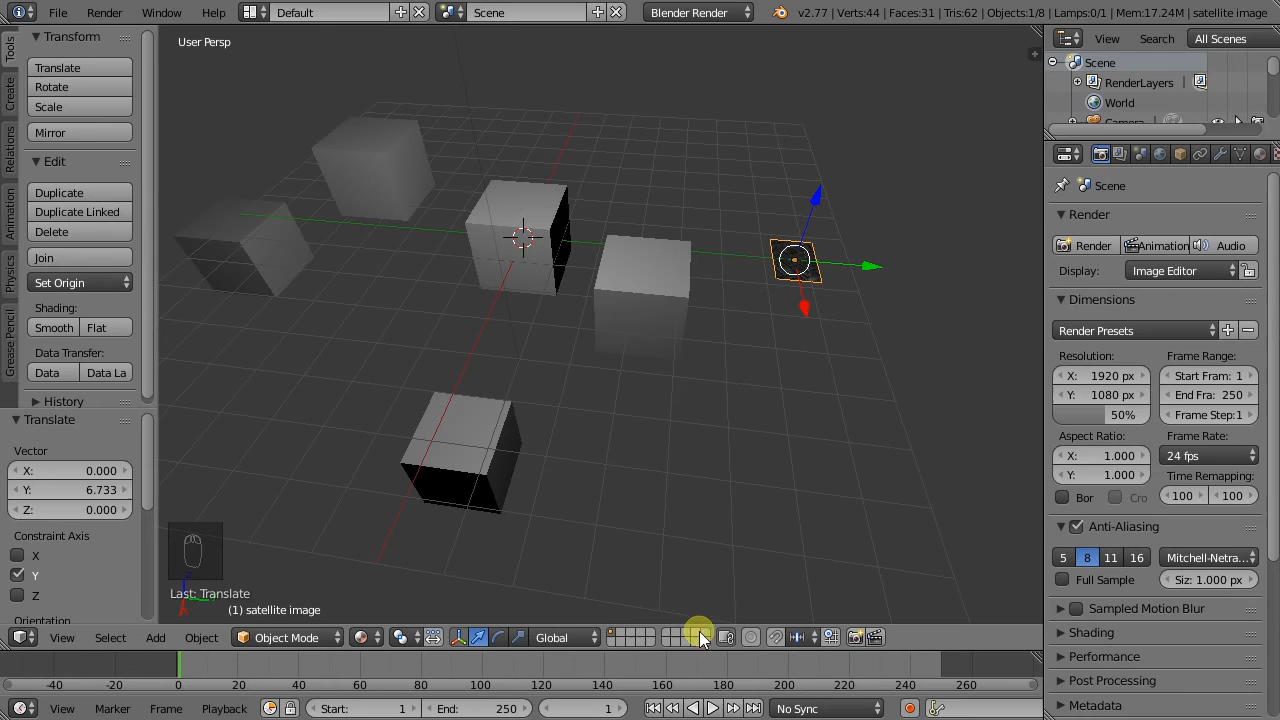 File Render Window Help Default Scene Blender Render v2.77 | Verts:44 | Faces:31 | Tris:62 | Objects:1/8 | Lamps:0/1 | Mem:17.24M | satellite image
Tools
Create
Relations
Animation
Physics
Grease Pencil
Transform
Translate
Rotate
Scale
Mirror
Edit
Duplicate
Duplicate Linked
Delete
Join
Set Origin
Shading:
Smooth Flat
Data Transfer:
Data Data La
History
Translate
Vector
X: 0.000
Y: 6.733
Z: 0.000
Constraint Axis
X
Y
Z
Orientation
User Persp
Last: Translate
(1) satellite image
View Select Add Object Object Mode Global
-40 -20 0 20 40 60 80 100 120 140 160 180 200 220 240 260
View Marker Frame Playback Start: 1 End: 250 1 No Sync
View Search All Scenes
Scene
RenderLayers
World
Camera
Scene
Render
Render Animation Audio
Display: Image Editor
Dimensions
Render Presets
Resolution: Frame Range:
X: 1920 px Start Fram: 1
Y: 1080 px End Fra: 250
50% Frame Step:1
Aspect Ratio: Frame Rate:
X: 1.000 24 fps
Y: 1.000 Time Remapping:
Bor Cro 100 100
Anti-Aliasing
5 8 11 16 Mitchell-Netra...
Full Sample Siz: 1.000 px
Sampled Motion Blur
Shading
Performance
Post Processing
Metadata